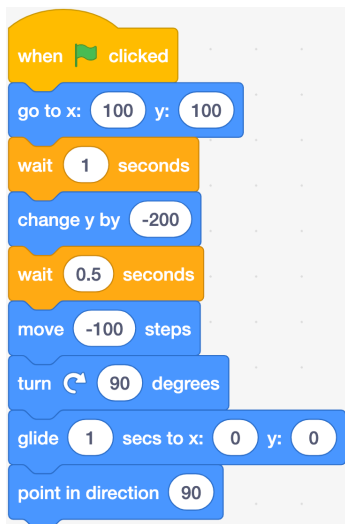 when clicked
go to x: 100 y: 100
wait 1 seconds
change y by -200
wait 0.5 seconds
move -100 steps
turn 90 degrees
glide 1 secs to x: 0 y: 0
point in direction 90